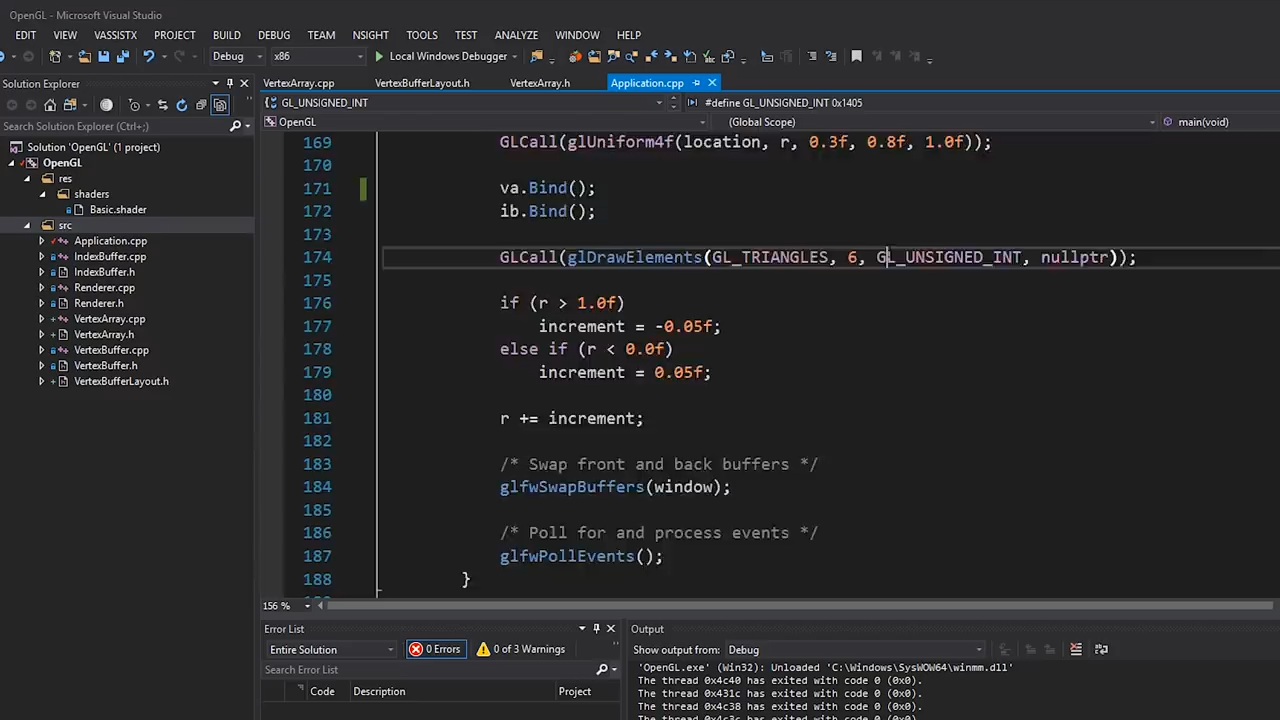 OpenGL - Microsoft Visual Studio
EDIT VIEW VASSISTX PROJECT BUILD DEBUG TEAM NSIGHT TOOLS TEST ANALYZE WINDOW HELP
Debug x86 Local Windows Debugger
Solution Explorer
VertexArray.cpp VertexBufferLayout.h VertexArray.h Application.cpp
GL_UNSIGNED_INT #define GL_UNSIGNED_INT 0x1405
OpenGL (Global Scope) main(void)
Search Solution Explorer (Ctrl+;)
Solution 'OpenGL' (1 project)
OpenGL
res
shaders
Basic.shader
src
Application.cpp
IndexBuffer.cpp
IndexBuffer.h
Renderer.cpp
Renderer.h
VertexArray.cpp
VertexArray.h
VertexBuffer.cpp
VertexBuffer.h
VertexBufferLayout.h
169 GLCall(glUniform4f(location, r, 0.3f, 0.8f, 1.0f));
170
171 va.Bind();
172 ib.Bind();
173
174 GLCall(glDrawElements(GL_TRIANGLES, 6, GL_UNSIGNED_INT, nullptr));
175
176 if (r > 1.0f)
177 increment = -0.05f;
178 else if (r < 0.0f)
179 increment = 0.05f;
180
181 r += increment;
182
183 /* Swap front and back buffers */
184 glfwSwapBuffers(window);
185
186 /* Poll for and process events */
187 glfwPollEvents();
188 }
156 %
Error List
Entire Solution 0 Errors 0 of 3 Warnings
Search Error List
Code Description Project
Output
Show output from: Debug
'OpenGL.exe' (Win32): Unloaded 'C:\Windows\SysWOW64\winmm.dll'
The thread 0x4c40 has exited with code 0 (0x0).
The thread 0x431c has exited with code 0 (0x0).
The thread 0x4c38 has exited with code 0 (0x0).
The thread 0x4c3c has exited with code 0 (0x0).